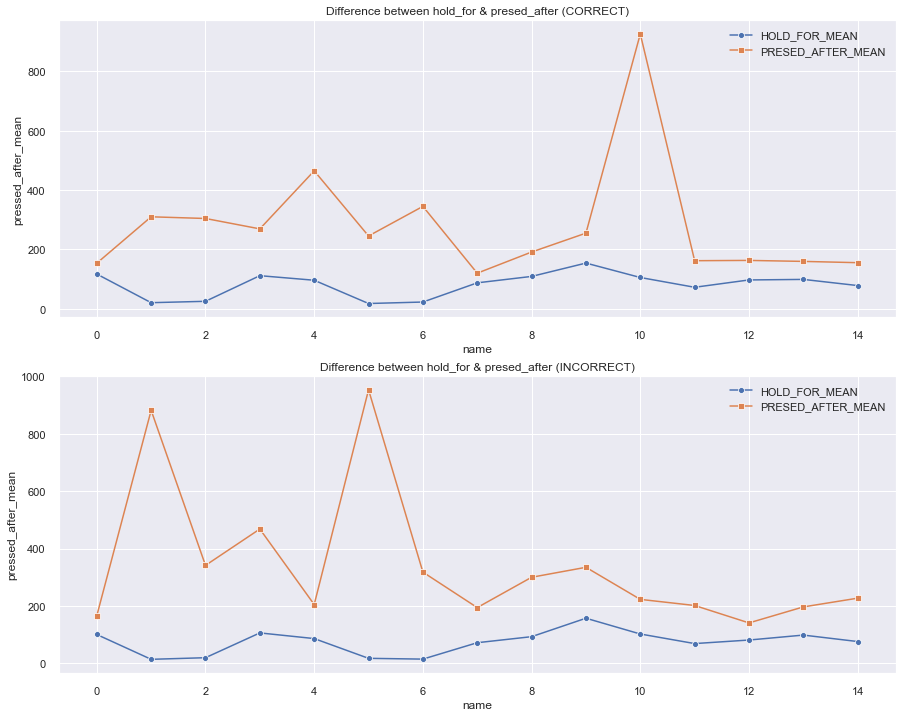 Difference between hold_for & presed_after (CORRECT)
HOLD_FOR_MEAN
PRESED_AFTER_MEAN
800
600
400
200
0
pressed_after_mean
0 2 4 6 8 10 12 14
name
Difference between hold_for & presed_after (INCORRECT)
HOLD_FOR_MEAN
PRESED_AFTER_MEAN
1000
800
600
400
200
0
pressed_after_mean
0 2 4 6 8 10 12 14
name